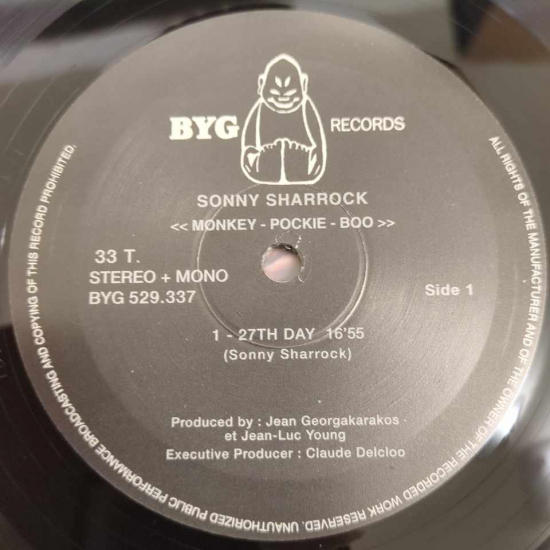 BYG RECORDS
SONNY SHARROCK
<< MONKEY - POCKIE - BOO >>
33 T.
STEREO + MONO
BYG 529.337
Side 1
1 - 27TH DAY 16'55
(Sonny Sharrock)
Produced by : Jean Georgakarakos
et Jean-Luc Young
Executive Producer : Claude Delcloo
ALL RIGHTS OF THE MANUFACTURER AND OF THE OWNER OF THE RECORDED WORK RESERVED. UNAUTHORIZED PUBLIC PERFORMANCE BROADCASTING AND COPYING OF THIS RECORD PROHIBITED.